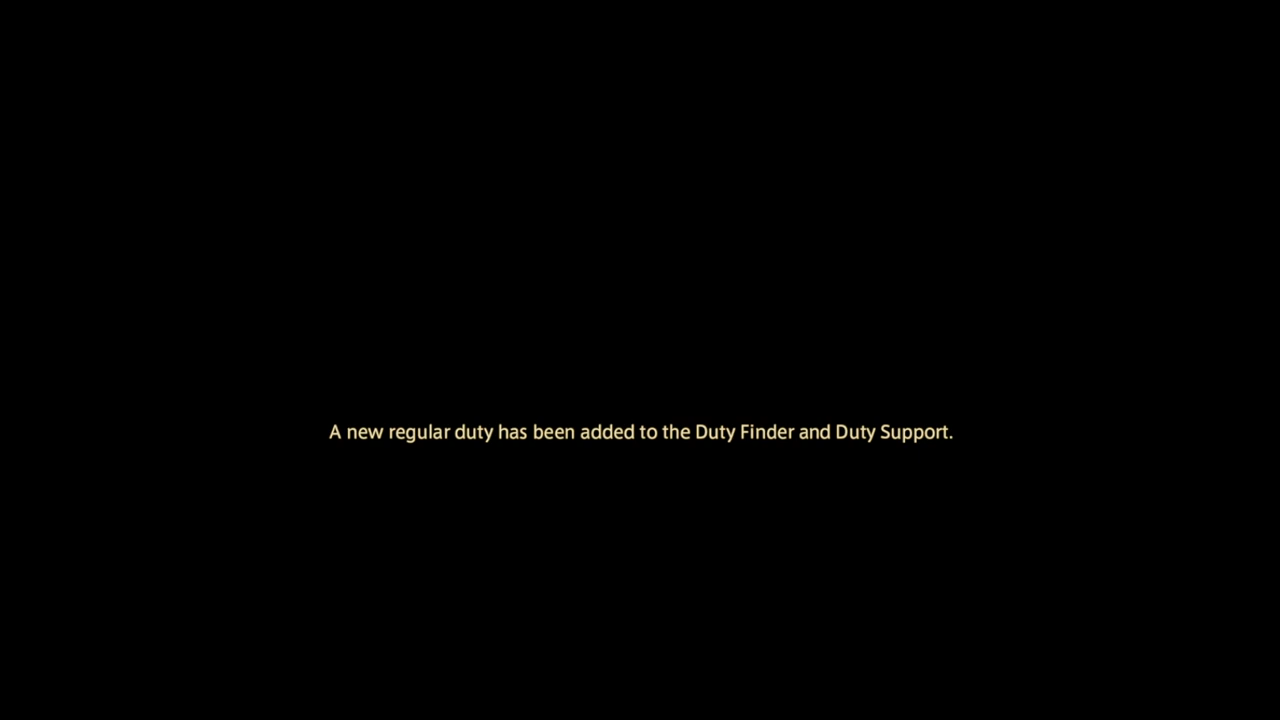 A new regular duty has been added to the Duty Finder and Duty Support.